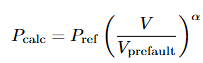 P_calc = P_ref (V / V_prefault)^α